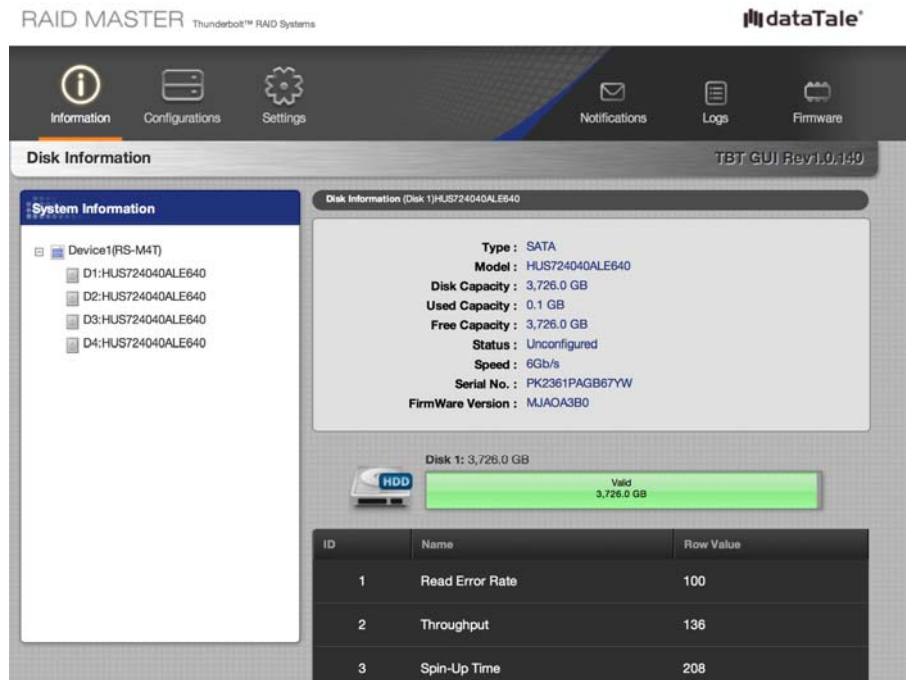 RAID MASTER Thunderbolt™ RAID Systems
dataTale®
Information
Configurations
Settings
Notifications
Logs
Firmware
Disk Information
TBT GUI Rev1.0.140
System Information
Device1(RS-M4T)
D1:HUS724040ALE640
D2:HUS724040ALE640
D3:HUS724040ALE640
D4:HUS724040ALE640
Disk Information (Disk 1)HUS724040ALE640
Type : SATA
Model : HUS724040ALE640
Disk Capacity : 3,726.0 GB
Used Capacity : 0.1 GB
Free Capacity : 3,726.0 GB
Status : Unconfigured
Speed : 6Gb/s
Serial No. : PK2361PAGB67YW
FirmWare Version : MJAOA3B0
Disk 1: 3,726.0 GB
HDD
Valid
3,726.0 GB
ID Name Row Value
1 Read Error Rate 100
2 Throughput 136
3 Spin-Up Time 208